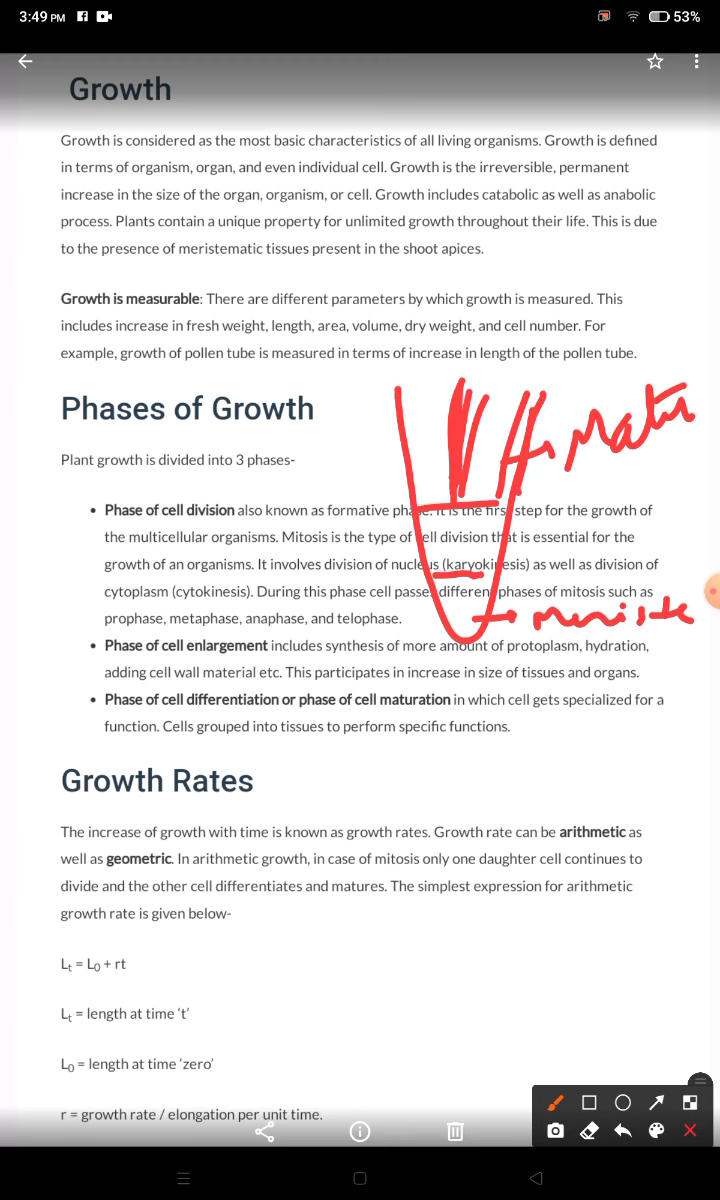 3:49 PM
53%
Growth
Growth is considered as the most basic characteristics of all living organisms. Growth is defined
in terms of organism, organ, and even individual cell. Growth is the irreversible, permanent
increase in the size of the organ, organism, or cell. Growth includes catabolic as well as anabolic
process. Plants contain a unique property for unlimited growth throughout their life. This is due
to the presence of meristematic tissues present in the shoot apices.
Growth is measurable: There are different parameters by which growth is measured. This
includes increase in fresh weight, length, area, volume, dry weight, and cell number. For
example, growth of pollen tube is measured in terms of increase in length of the pollen tube.
Phases of Growth
Matu
Plant growth is divided into 3 phases-
• Phase of cell division also known as formative phase. It is the first step for the growth of
the multicellular organisms. Mitosis is the type of cell division that is essential for the
growth of an organisms. It involves division of nucleus (karyokinesis) as well as division of
cytoplasm (cytokinesis). During this phase cell passes different phases of mitosis such as
prophase, metaphase, anaphase, and telophase.
meriste
• Phase of cell enlargement includes synthesis of more amount of protoplasm, hydration,
adding cell wall material etc. This participates in increase in size of tissues and organs.
• Phase of cell differentiation or phase of cell maturation in which cell gets specialized for a
function. Cells grouped into tissues to perform specific functions.
Growth Rates
The increase of growth with time is known as growth rates. Growth rate can be arithmetic as
well as geometric. In arithmetic growth, in case of mitosis only one daughter cell continues to
divide and the other cell differentiates and matures. The simplest expression for arithmetic
growth rate is given below-
Lt = L0 + rt
Lt = length at time ‘t’
L0 = length at time ‘zero’
r = growth rate / elongation per unit time.